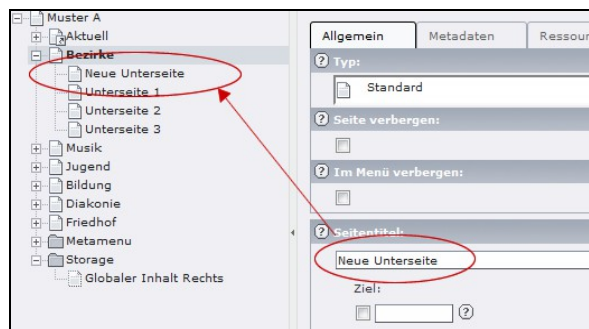 Muster A
Aktuell
Bezirke
Neue Unterseite
Unterseite 1
Unterseite 2
Unterseite 3
Musik
Jugend
Bildung
Diakonie
Friedhof
Metamenu
Storage
Globaler Inhalt Rechts
Allgemein Metadaten Ressour
Typ:
Standard
Seite verbergen:
Im Menü verbergen:
Seitentitel:
Neue Unterseite
Ziel: